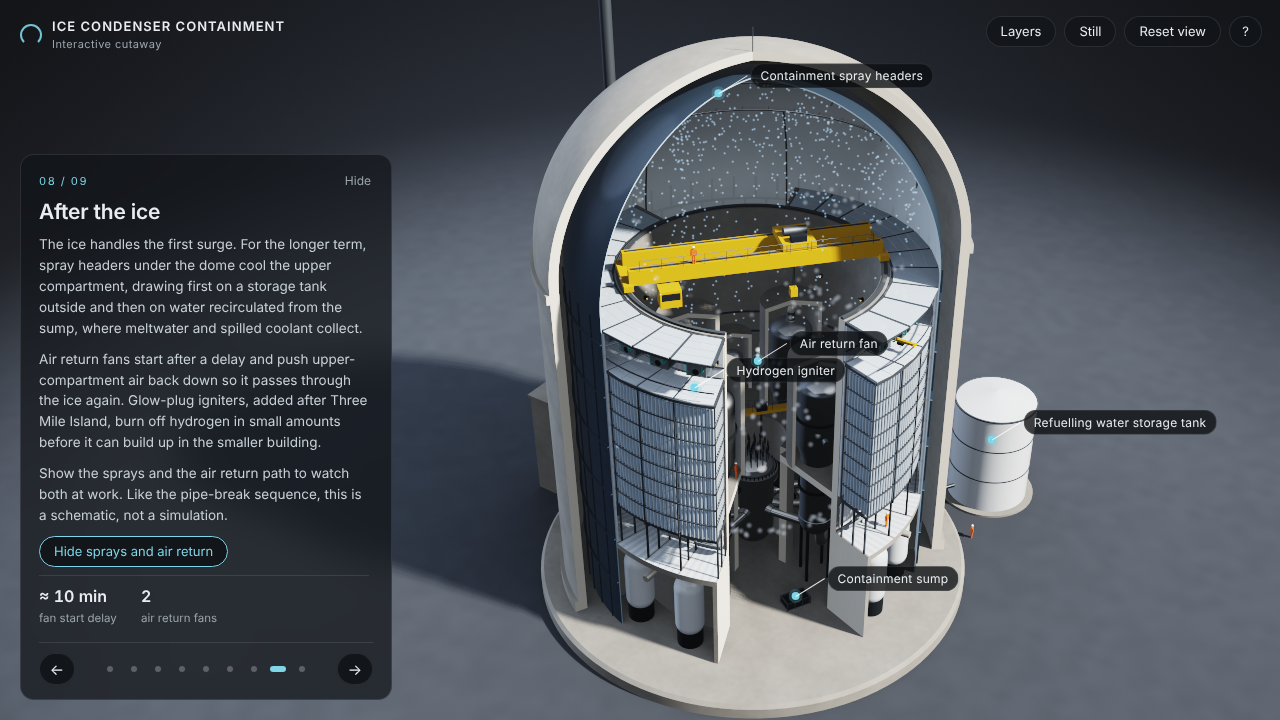 ICE CONDENSER CONTAINMENT
Interactive cutaway
Layers
Still
Reset view
?
08 / 09
Hide
After the ice
The ice handles the first surge. For the longer term,
spray headers under the dome cool the upper
compartment, drawing first on a storage tank
outside and then on water recirculated from the
sump, where meltwater and spilled coolant collect.
Air return fans start after a delay and push upper-
compartment air back down so it passes through
the ice again. Glow-plug igniters, added after Three
Mile Island, burn off hydrogen in small amounts
before it can build up in the smaller building.
Show the sprays and the air return path to watch
both at work. Like the pipe-break sequence, this is
a schematic, not a simulation.
Hide sprays and air return
≈ 10 min
fan start delay
2
air return fans
←
→
Containment spray headers
Air return fan
Hydrogen igniter
Refuelling water storage tank
Containment sump